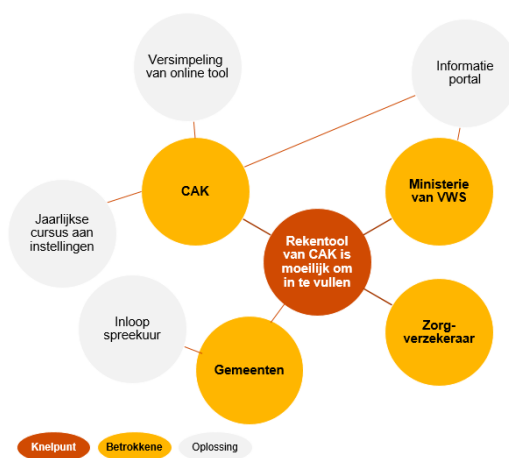 Versimpeling
van online tool
Informatie
portal
CAK
Ministerie
van VWS
Jaarlijkse
cursus aan
instellingen
Rekentool
van CAK is
moeilijk om
in te vullen
Inloop
spreekuur
Gemeenten
Zorg-
verzekeraar
Knelpunt
Betrokkene
Oplossing